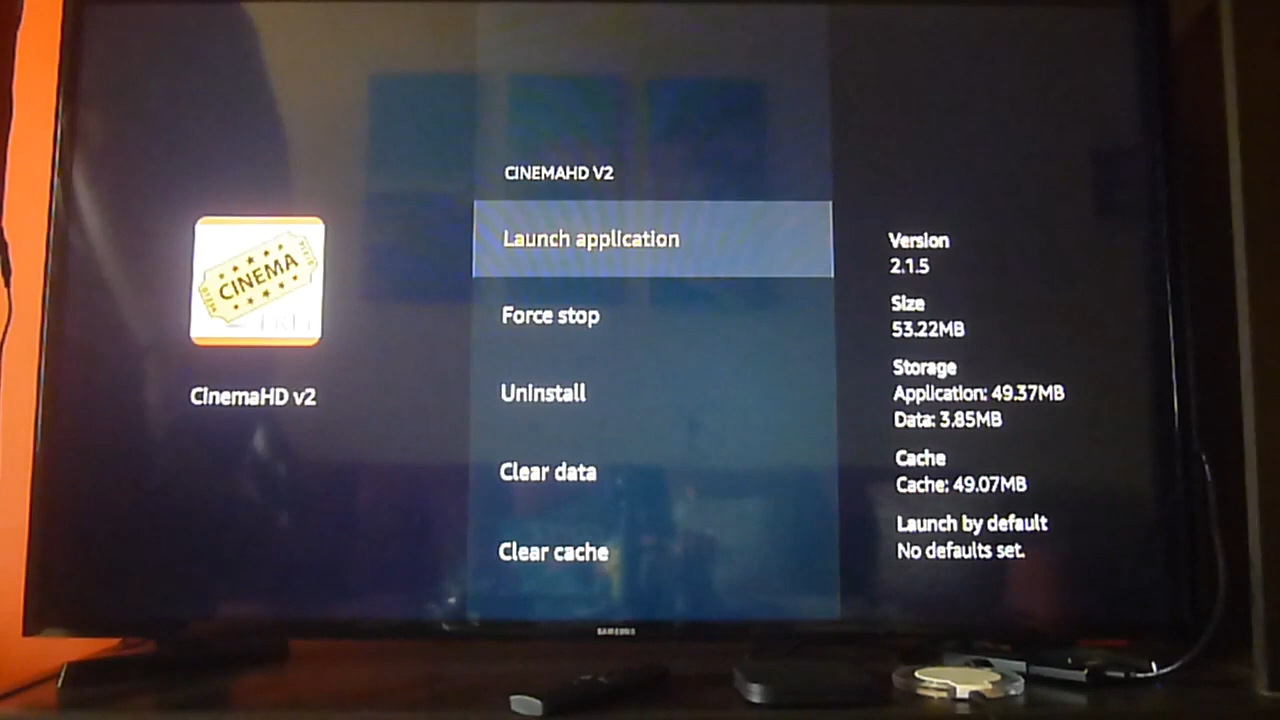 CINEMAHD V2
Launch application
Force stop
Uninstall
Clear data
Clear cache
CINEMA
CinemaHD v2
Version
2.1.5
Size
53.22MB
Storage
Application: 49.37MB
Data: 3.85MB
Cache
Cache: 49.07MB
Launch by default
No defaults set.
SAMSUNG